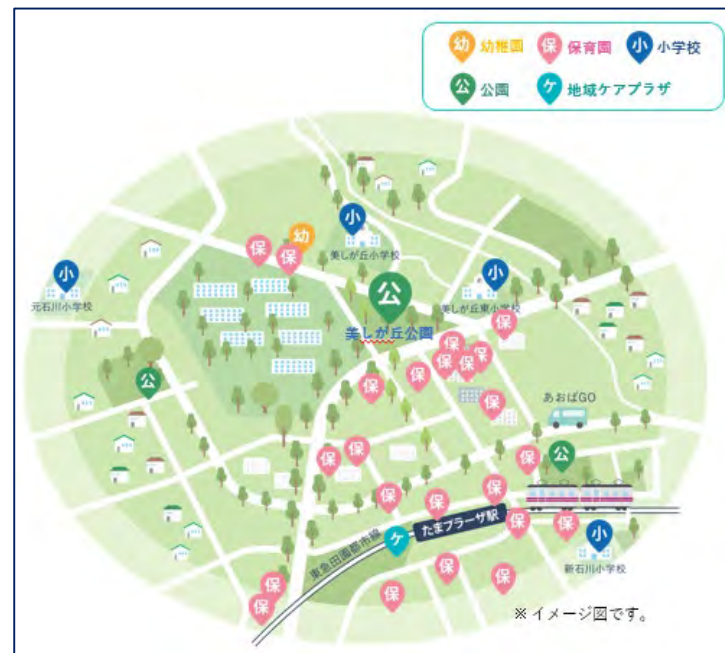 幼 幼稚園 保 保育園 小 小学校
公 公園 ケ 地域ケアプラザ
小
美しが丘小学校
幼
保
保
小
元石川小学校
公
美しが丘公園
小
美しが丘東小学校
保
保
保
保
保
保
保
公
保
あおばGO
保
保
保
公
保
保
保
たまプラーザ駅
保
保
小
新石川小学校
ケ
東急田園都市線
保
保
保
保
保
※ イメージ図です。